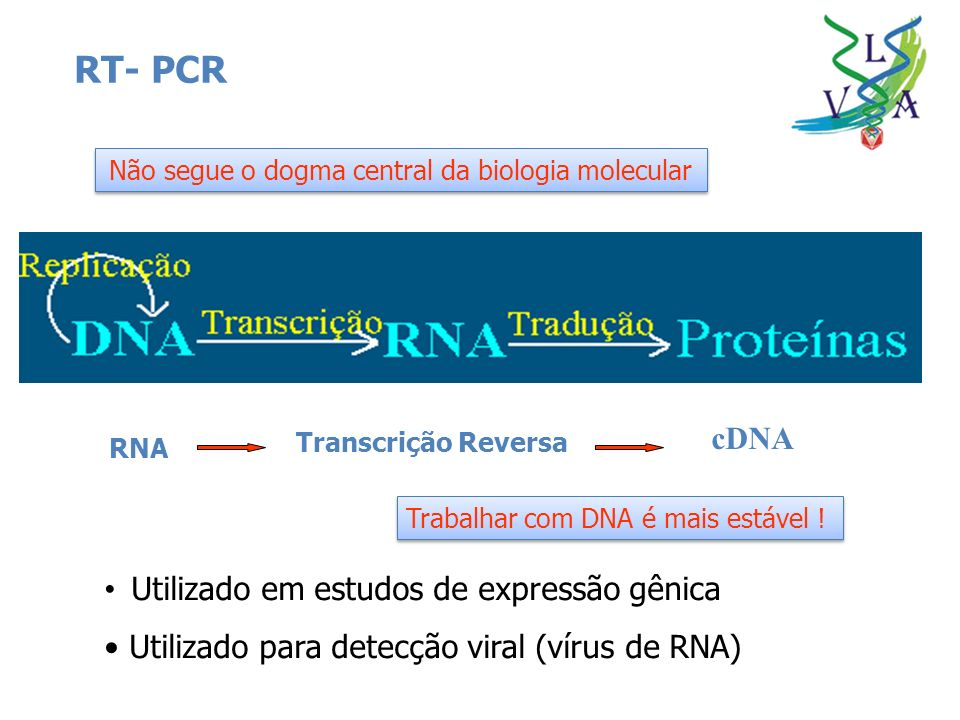 RT- PCR
L
V A
Não segue o dogma central da biologia molecular
Replicação
DNA Transcrição RNA Tradução Proteínas
RNA Transcrição Reversa cDNA
Trabalhar com DNA é mais estável !
• Utilizado em estudos de expressão gênica
• Utilizado para detecção viral (vírus de RNA)